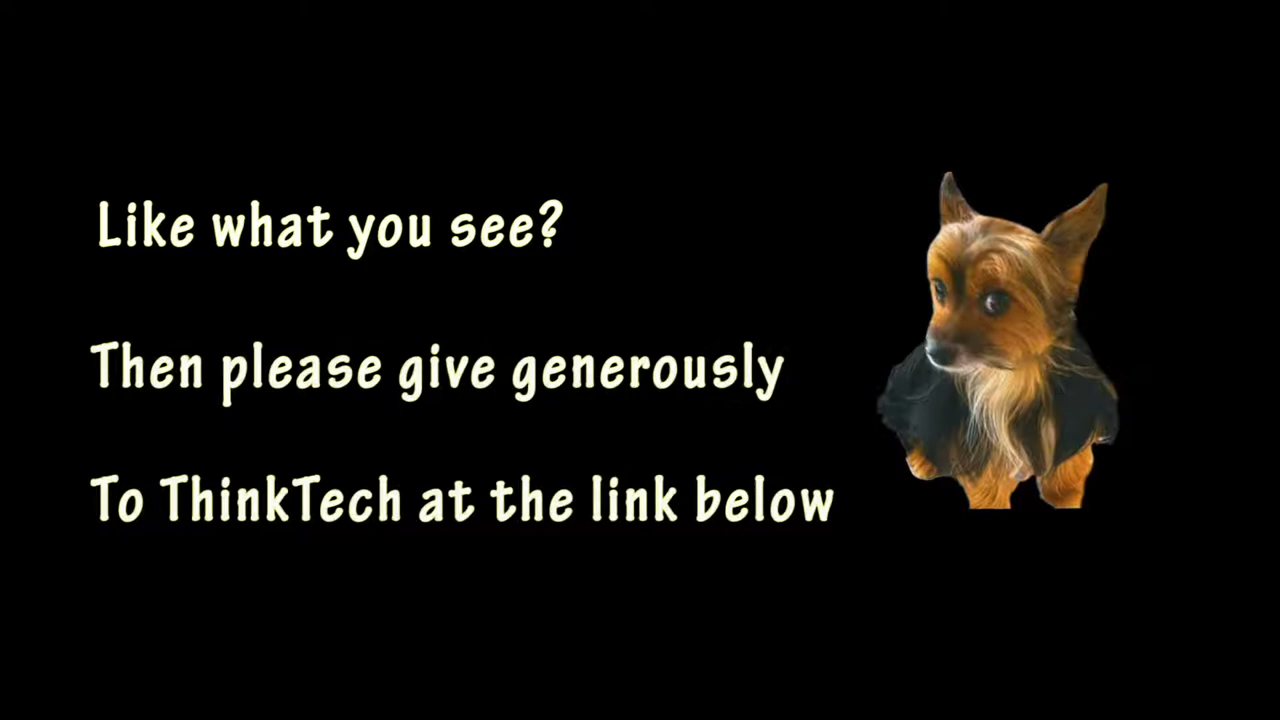 Like what you see?
Then please give generously
To ThinkTech at the link below